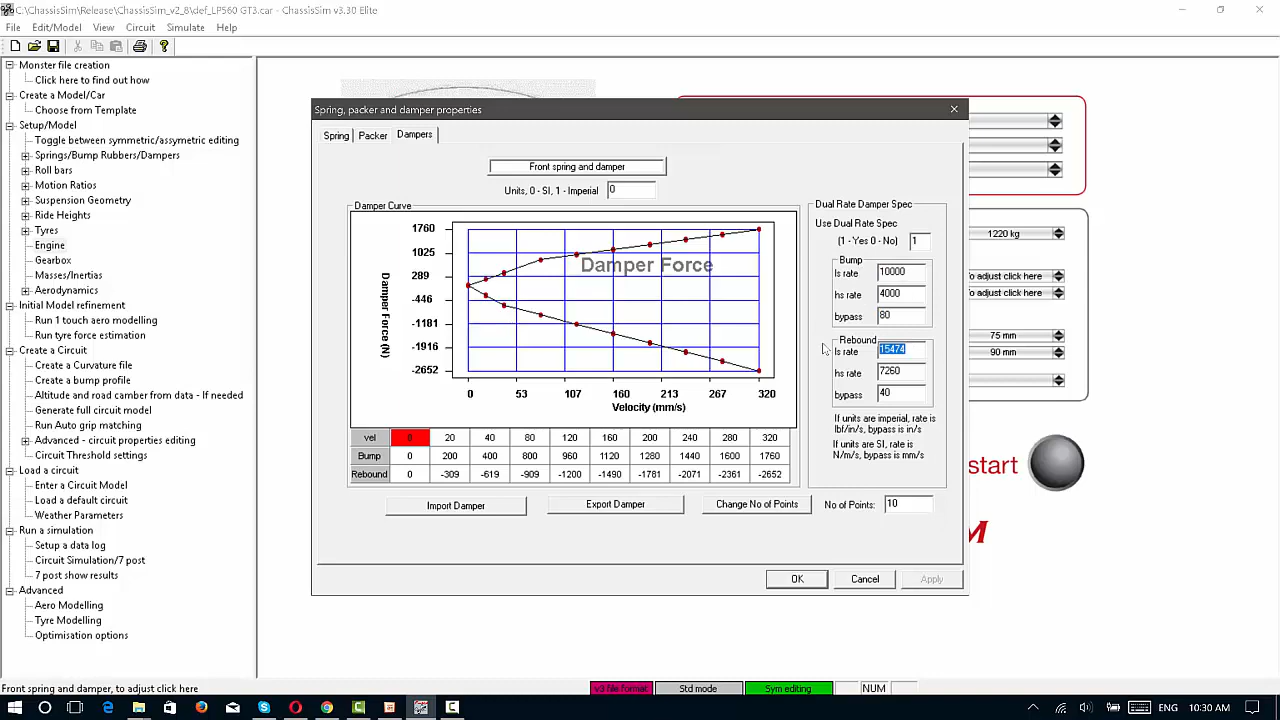 C:\ChassisSim\Release\ChassisSim_v2_8\def_LP560 GT3.car - ChassisSim v3.30 Elite
File Edit/Model View Circuit Simulate Help
Monster file creation
Click here to find out how
Create a Model/Car
Choose from Template
Setup/Model
Toggle between symmetric/assymetric editing
Springs/Bump Rubbers/Dampers
Roll bars
Motion Ratios
Suspension Geometry
Ride Heights
Tyres
Engine
Gearbox
Masses/Inertias
Aerodynamics
Initial Model refinement
Run 1 touch aero modelling
Run tyre force estimation
Create a Circuit
Create a Curvature file
Create a bump profile
Altitude and road camber from data - If needed
Generate full circuit model
Run Auto grip matching
Advanced - circuit properties editing
Circuit Threshold settings
Load a circuit
Enter a Circuit Model
Load a default circuit
Weather Parameters
Run a simulation
Setup a data log
Circuit Simulation/7 post
7 post show results
Advanced
Aero Modelling
Tyre Modelling
Optimisation options
Spring, packer and damper properties
Spring Packer Dampers
Front spring and damper
Units, 0 - SI, 1 - Imperial 0
Damper Curve
1760
1025
289
-446
-1181
-1916
-2652
Damper Force (N)
Damper Force
0 53 107 160 213 267 320
Velocity (mm/s)
vel 0 20 40 80 120 160 200 240 280 320
Bump 0 200 400 800 960 1120 1280 1440 1600 1760
Rebound 0 -309 -619 -909 -1200 -1490 -1781 -2071 -2361 -2652
Import Damper Export Damper Change No of Points No of Points: 10
Dual Rate Damper Spec
Use Dual Rate Spec
(1 - Yes 0 - No) 1
Bump
ls rate 10000
hs rate 4000
bypass 80
Rebound
ls rate 15474
hs rate 7260
bypass 40
If units are imperial, rate is
lbf/in/s, bypass is in/s
If units are SI, rate is
N/m/s, bypass is mm/s
OK Cancel Apply
1220 kg
To adjust click here
To adjust click here
75 mm
90 mm
start
M
Front spring and damper, to adjust click here
v3 file format Std mode Sym editing NUM
ENG 10:30 AM